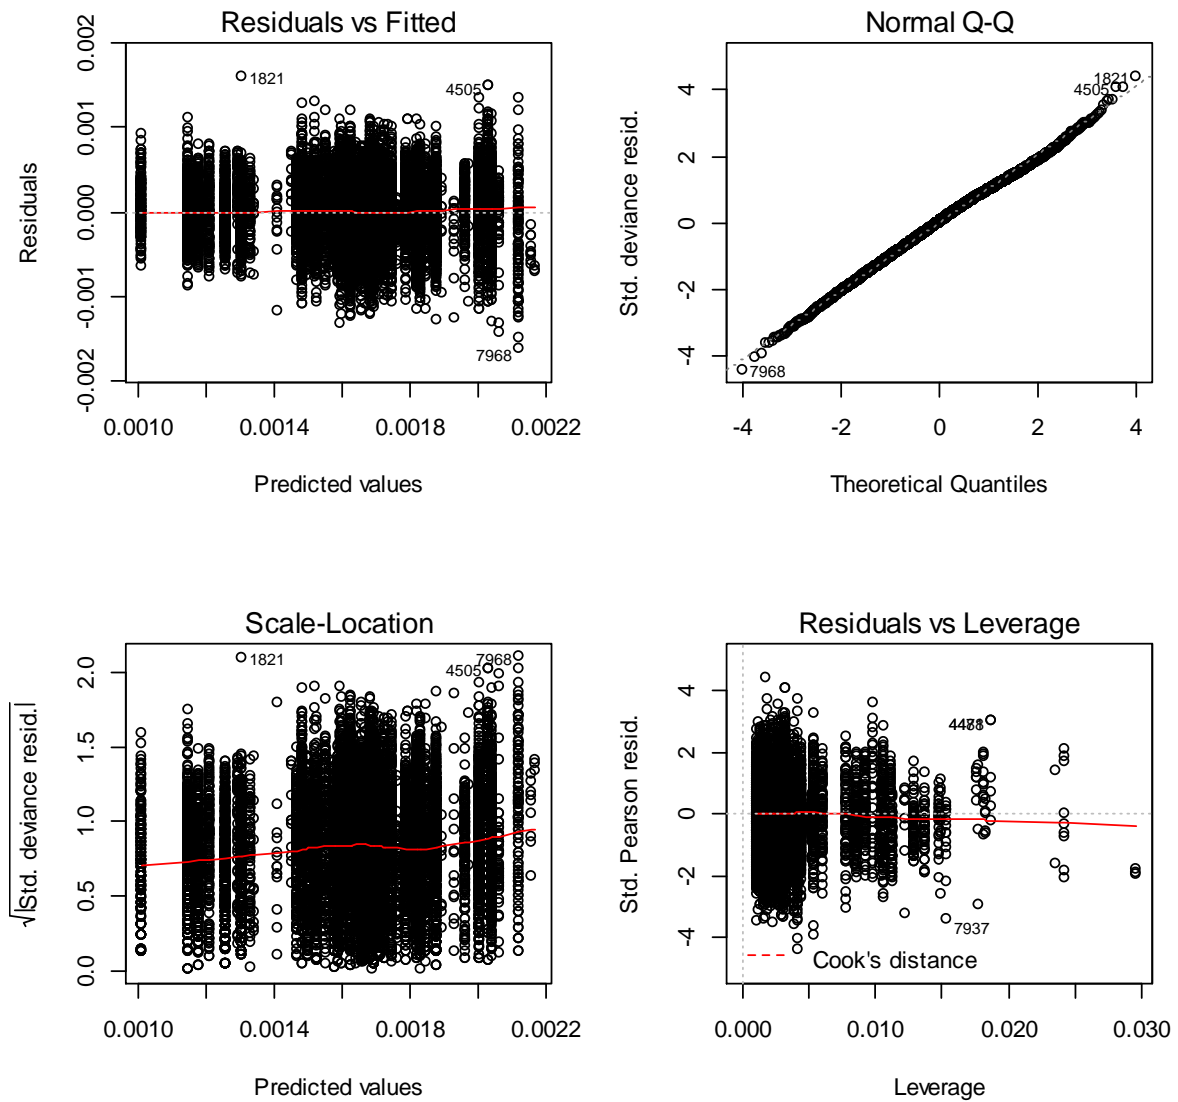 Residuals vs Fitted
Residuals
-0.002 -0.001 0.000 0.001 0.002
1821
4505
7968
0.0010 0.0014 0.0018 0.0022
Predicted values
Normal Q-Q
Std. deviance resid.
-4 -2 0 2 4
1821
4505
7968
-4 -2 0 2 4
Theoretical Quantiles
Scale-Location
√|Std. deviance resid.|
0.0 0.5 1.0 1.5 2.0
1821
7968
4505
0.0010 0.0014 0.0018 0.0022
Predicted values
Residuals vs Leverage
Std. Pearson resid.
-4 -2 0 2 4
7937
Cook's distance
0.000 0.010 0.020 0.030
Leverage